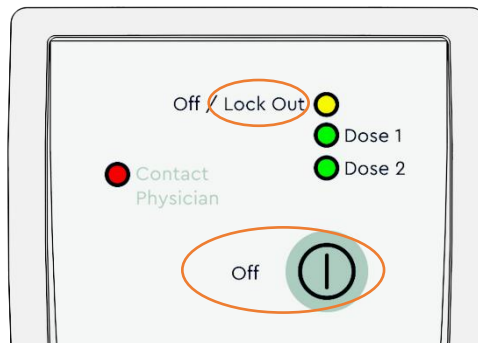 Off / Lock Out
Dose 1
Dose 2
Contact
Physician
Off